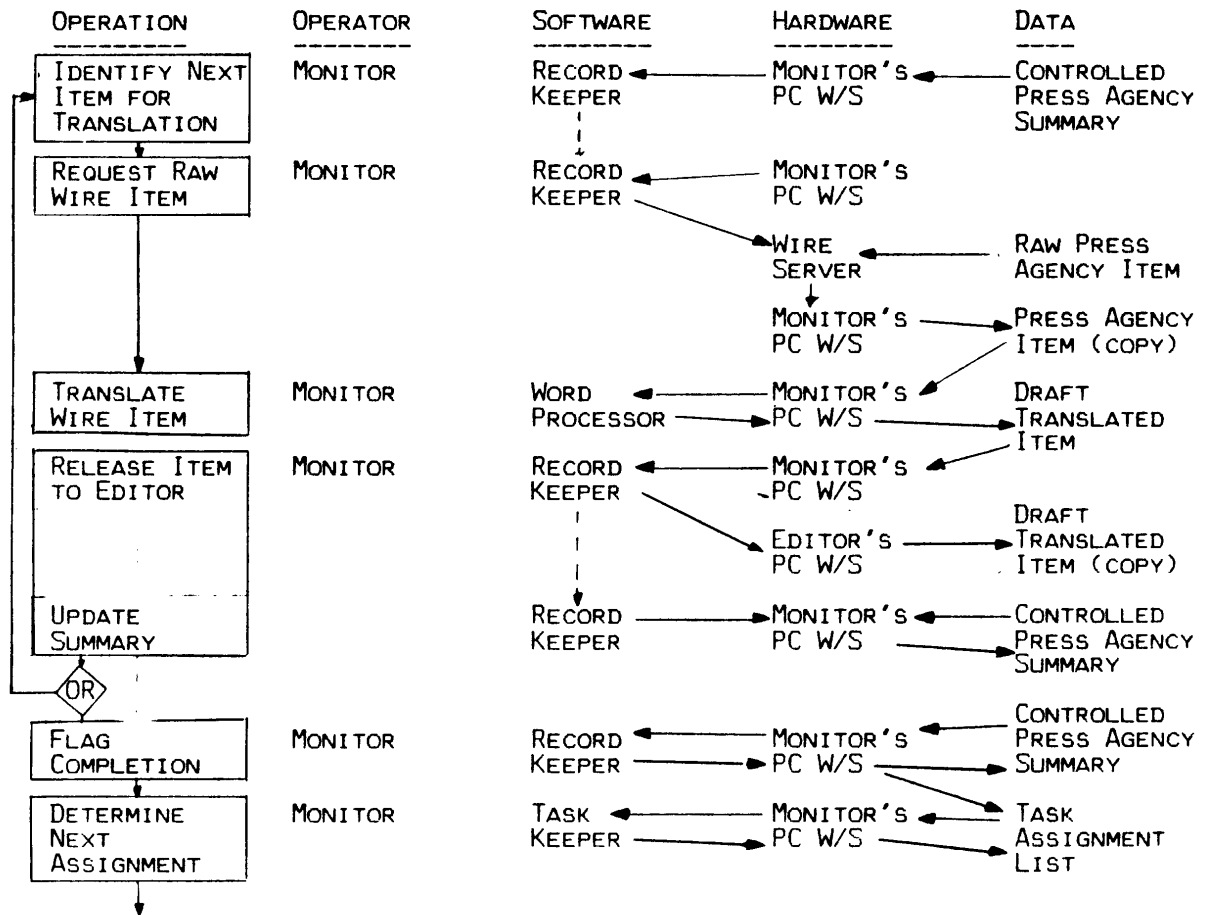 OPERATION OPERATOR SOFTWARE HARDWARE DATA
IDENTIFY NEXT MONITOR RECORD MONITOR'S CONTROLLED
ITEM FOR KEEPER PC W/S PRESS AGENCY
TRANSLATION SUMMARY
REQUEST RAW MONITOR RECORD MONITOR'S
WIRE ITEM KEEPER PC W/S
WIRE RAW PRESS
SERVER AGENCY ITEM
MONITOR'S PRESS AGENCY
PC W/S ITEM (COPY)
TRANSLATE MONITOR WORD MONITOR'S DRAFT
WIRE ITEM PROCESSOR PC W/S TRANSLATED
ITEM
RELEASE ITEM MONITOR RECORD MONITOR'S
TO EDITOR KEEPER PC W/S
DRAFT
EDITOR'S TRANSLATED
PC W/S ITEM (COPY)
UPDATE RECORD MONITOR'S CONTROLLED
SUMMARY KEEPER PC W/S PRESS AGENCY
SUMMARY
OR
CONTROLLED
FLAG MONITOR RECORD MONITOR'S PRESS AGENCY
COMPLETION KEEPER PC W/S SUMMARY
DETERMINE MONITOR TASK MONITOR'S TASK
NEXT KEEPER PC W/S ASSIGNMENT
ASSIGNMENT LIST